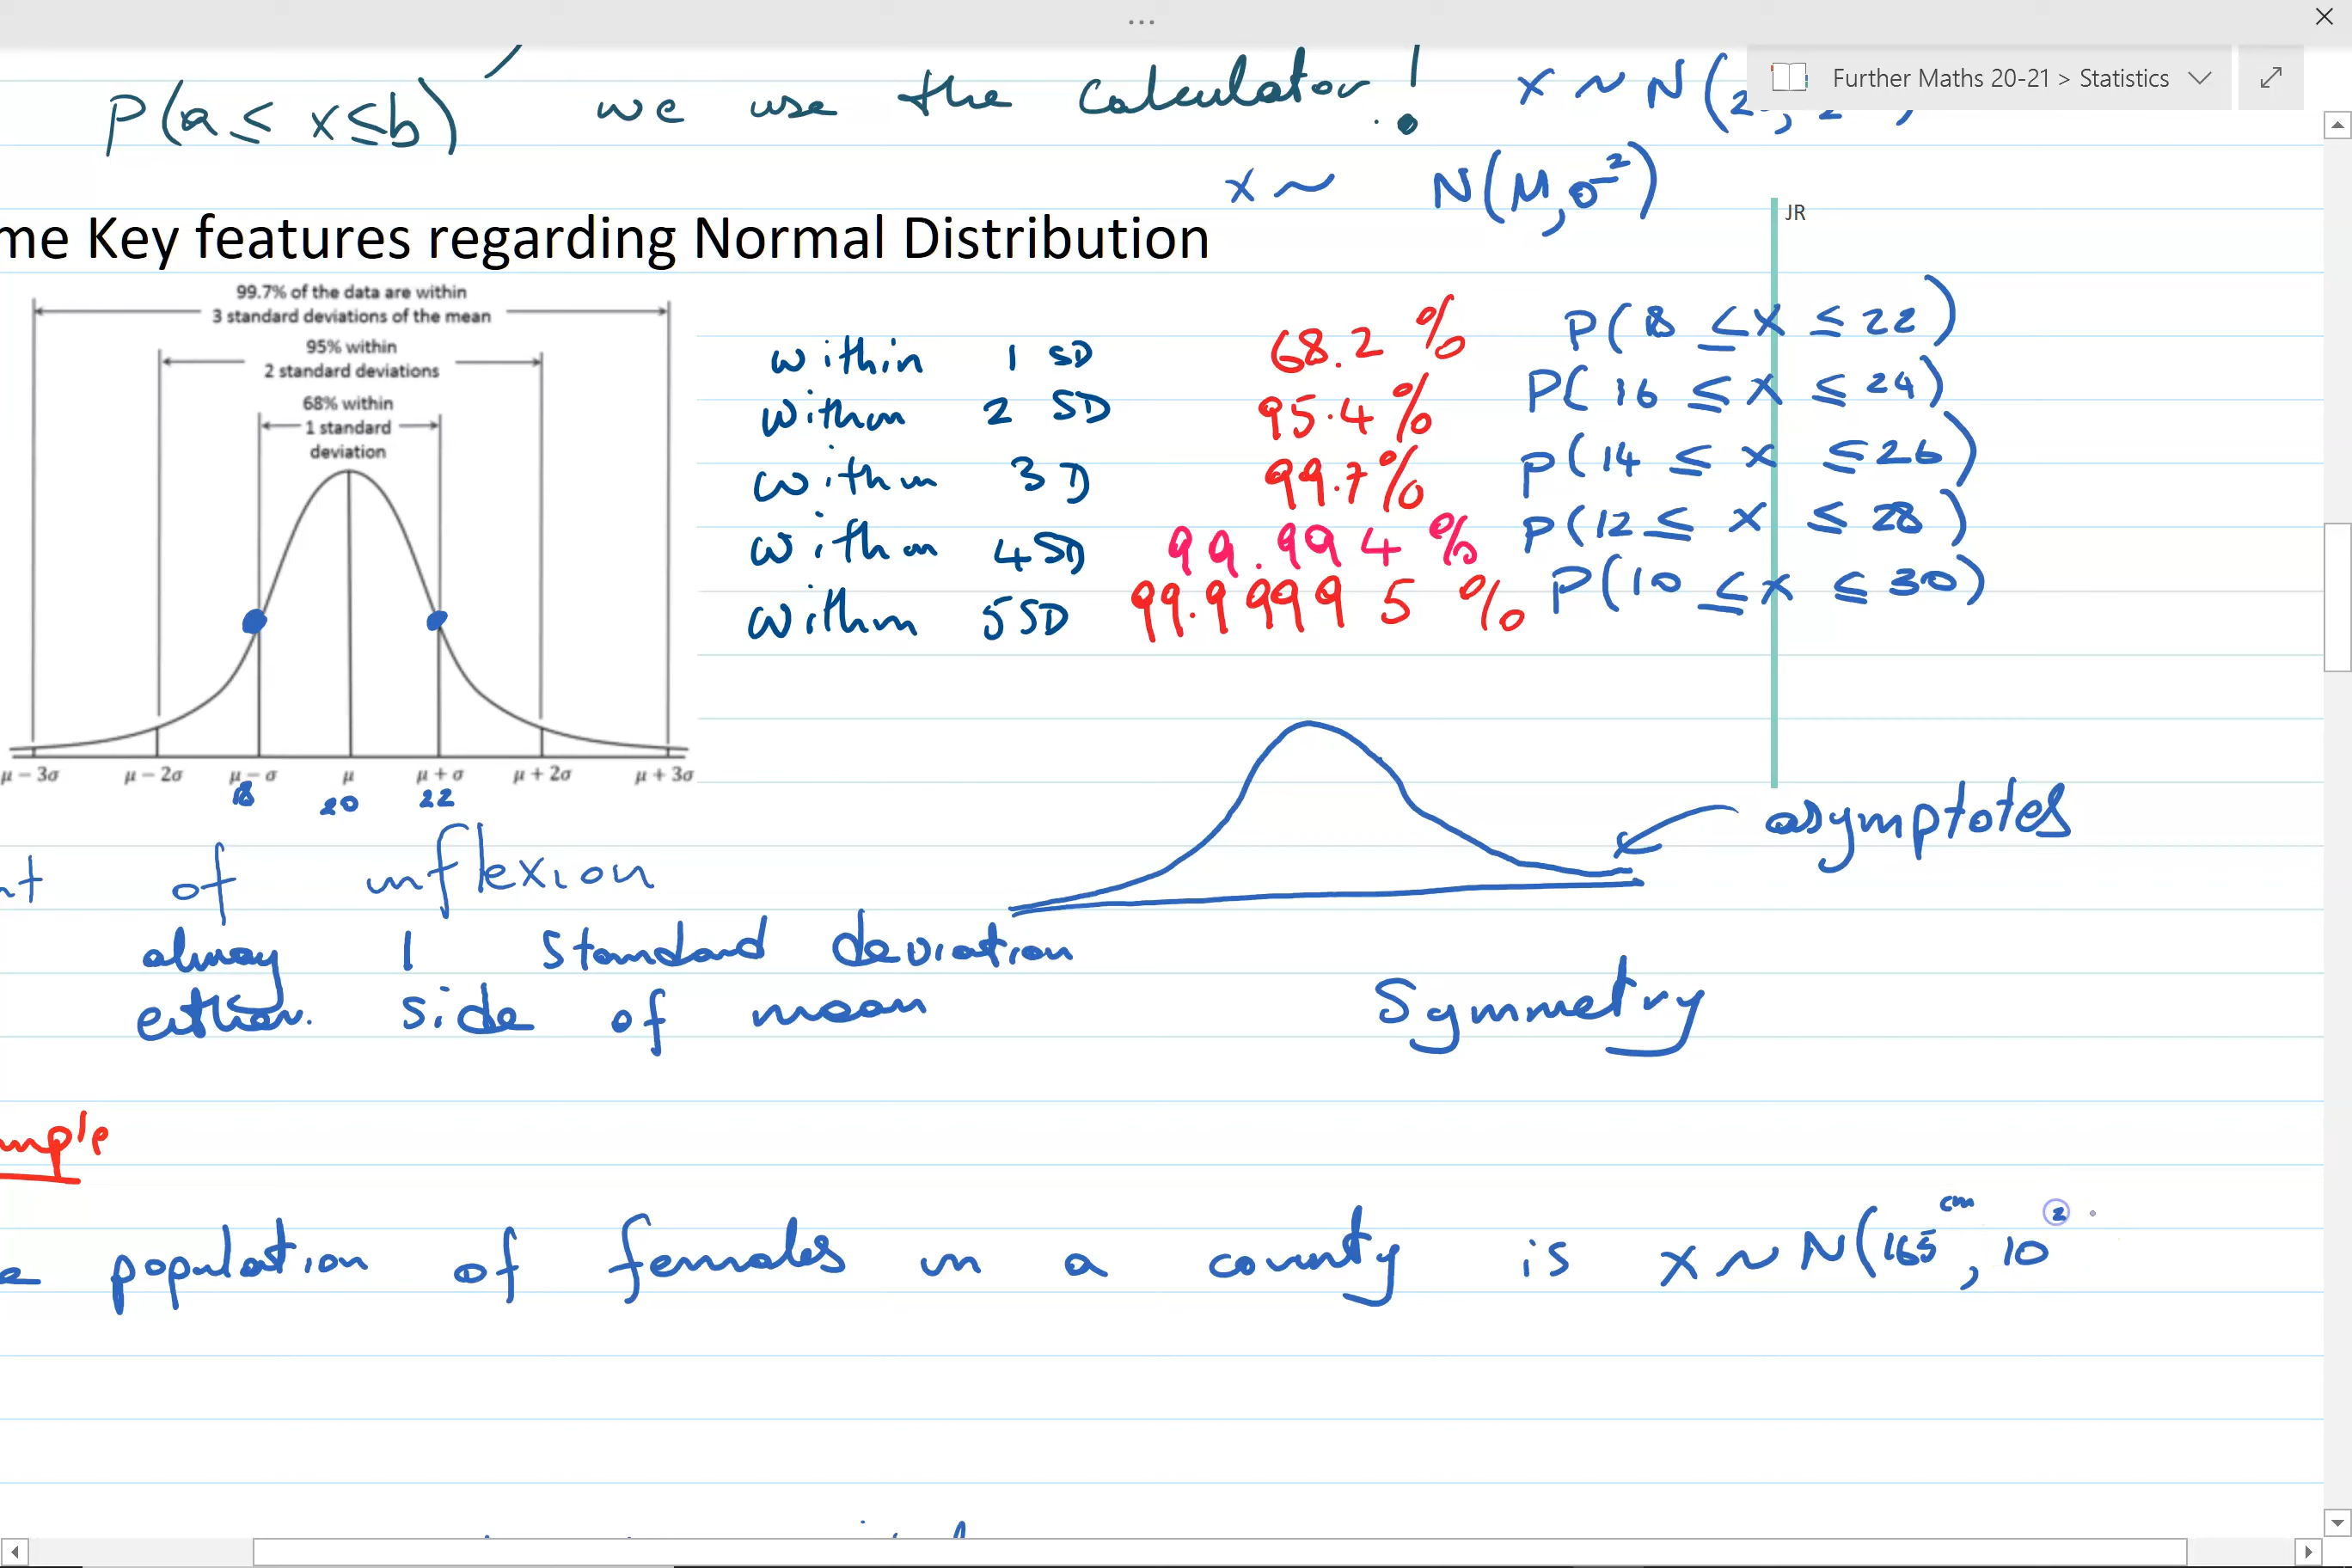 P(a ≤ x ≤ b) we use the calculator! x ~ N(
Further Maths 20-21 > Statistics
x ~ N(μ, σ²)
JR
me Key features regarding Normal Distribution
99.7% of the data are within
3 standard deviations of the mean
95% within
2 standard deviations
68% within
1 standard
deviation
μ − 3σ μ − 2σ μ − σ μ μ + σ μ + 2σ μ + 3σ
18 20 22
within 1 SD 68.2 % P(18 ≤ x ≤ 22)
within 2 SD 95.4 % P(16 ≤ x ≤ 24)
within 3 D 99.7 % P(14 ≤ x ≤ 26)
within 4 SD 99.994 % P(12 ≤ x ≤ 28)
within 5 SD 99.99995 % P(10 ≤ x ≤ 30)
asymptotes
nt of inflexion
alway 1 standard deviation
either. side of mean
Symmetry
mple
e population of females in a county is x ~ N(165cm, 10²